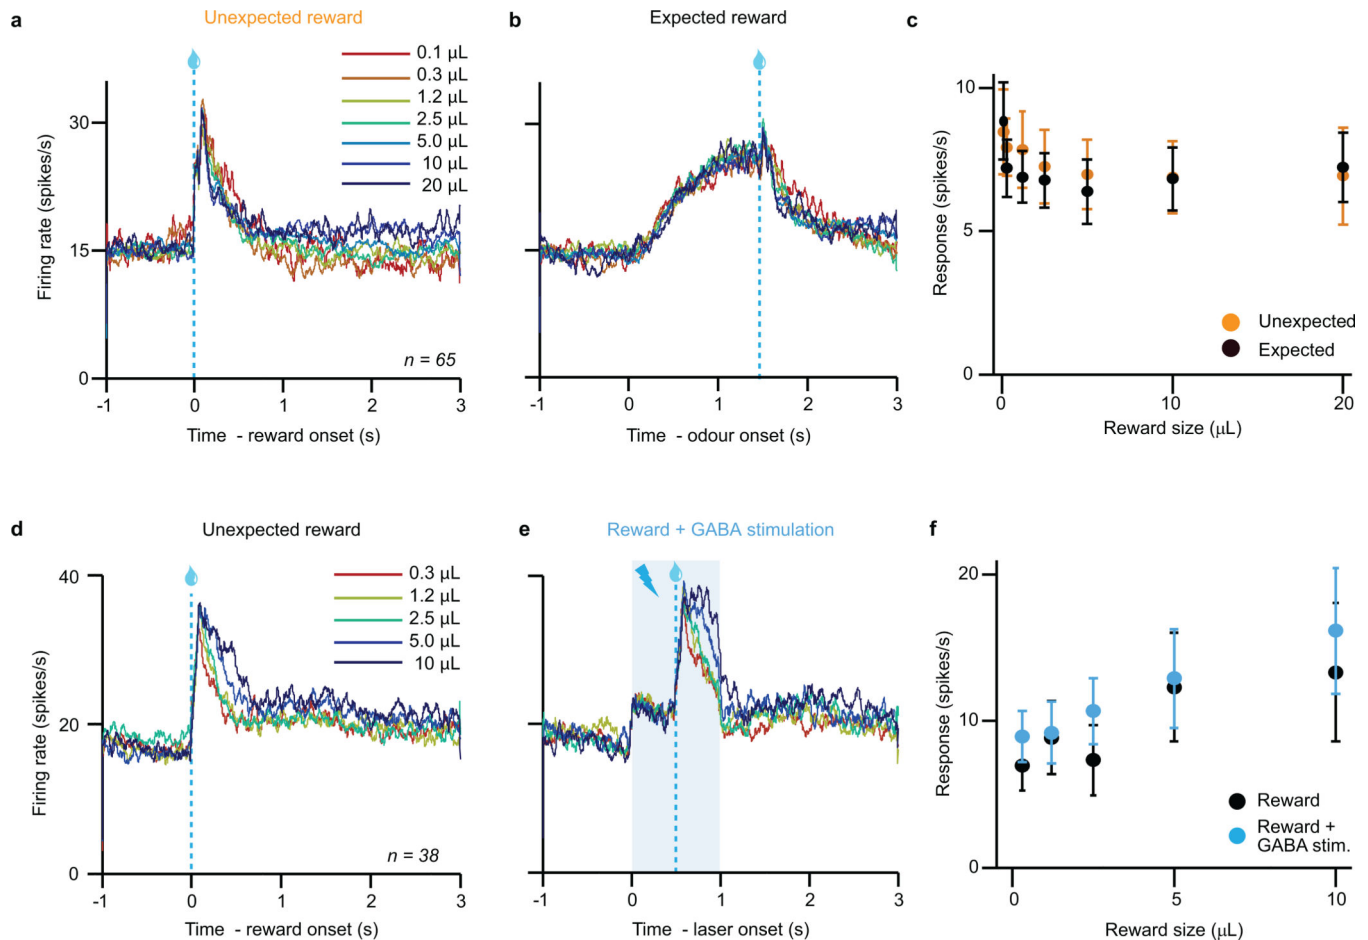 a
Unexpected reward
Firing rate (spikes/s)
30
15
0
0.1 µL
0.3 µL
1.2 µL
2.5 µL
5.0 µL
10 µL
20 µL
n = 65
-1 0 1 2 3
Time - reward onset (s)
b
Expected reward
-1 0 1 2 3
Time - odour onset (s)
c
Response (spikes/s)
10
5
0
Unexpected
Expected
0 10 20
Reward size (µL)
d
Unexpected reward
Firing rate (spikes/s)
40
20
0
0.3 µL
1.2 µL
2.5 µL
5.0 µL
10 µL
n = 38
-1 0 1 2 3
Time - reward onset (s)
e
Reward + GABA stimulation
-1 0 1 2 3
Time - laser onset (s)
f
Response (spikes/s)
20
10
0
Reward
Reward +
GABA stim.
0 5 10
Reward size (µL)